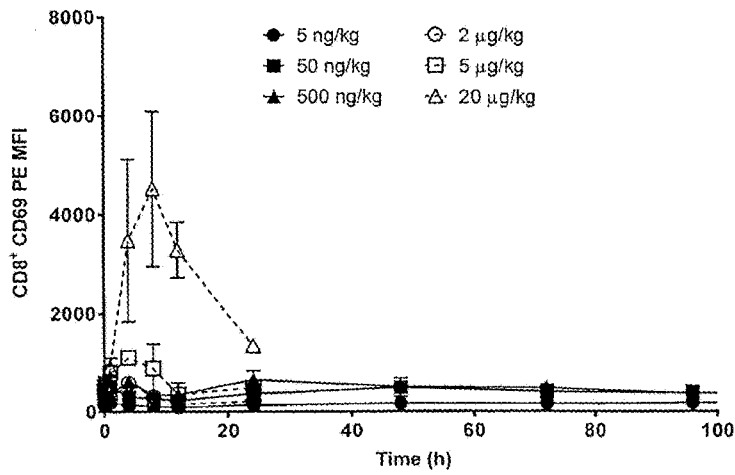 8000
6000
4000
2000
0
CD8⁺ CD69 PE MFI
5 ng/kg
50 ng/kg
500 ng/kg
2 µg/kg
5 µg/kg
20 µg/kg
0 20 40 60 80 100
Time (h)